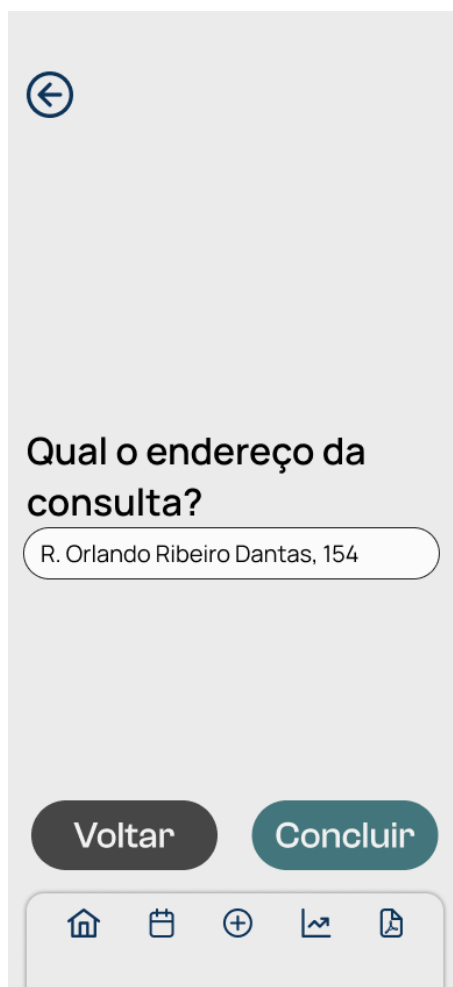 Qual o endereço da
consulta?
R. Orlando Ribeiro Dantas, 154
Voltar
Concluir